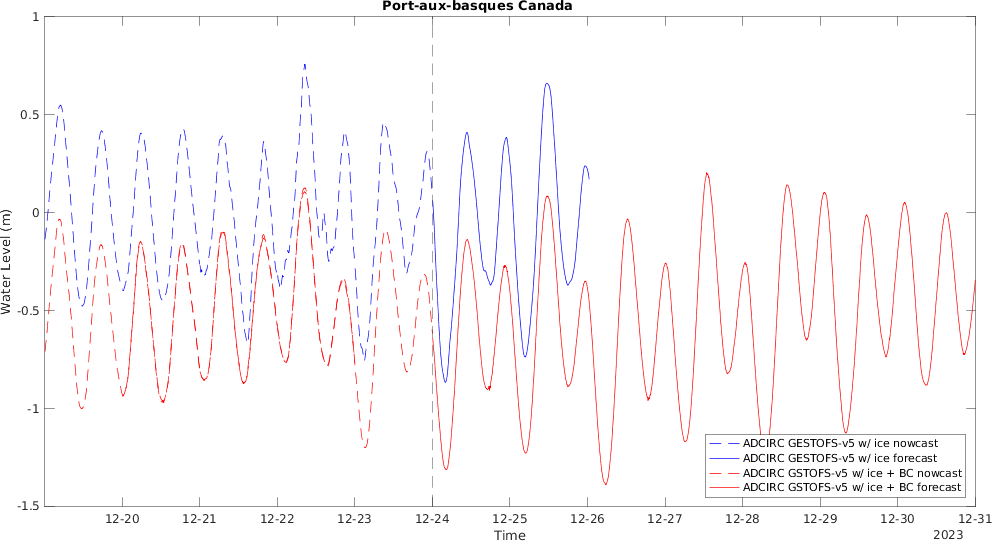 Port-aux-basques Canada
1
0.5
0
-0.5
-1
-1.5
Water Level (m)
ADCIRC GESTOFS-v5 w/ ice nowcast
ADCIRC GESTOFS-v5 w/ ice forecast
ADCIRC GSTOFS-v5 w/ ice + BC nowcast
ADCIRC GSTOFS-v5 w/ ice + BC forecast
12-20 12-21 12-22 12-23 12-24 12-25 12-26 12-27 12-28 12-29 12-30 12-31
Time
2023